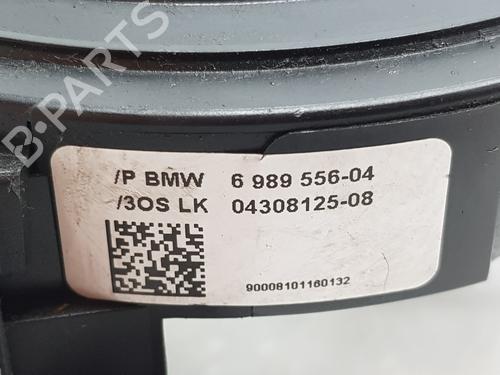 /P BMW 6 989 556-04
/3OS LK 04308125-08
90008101160132
B-PARTS